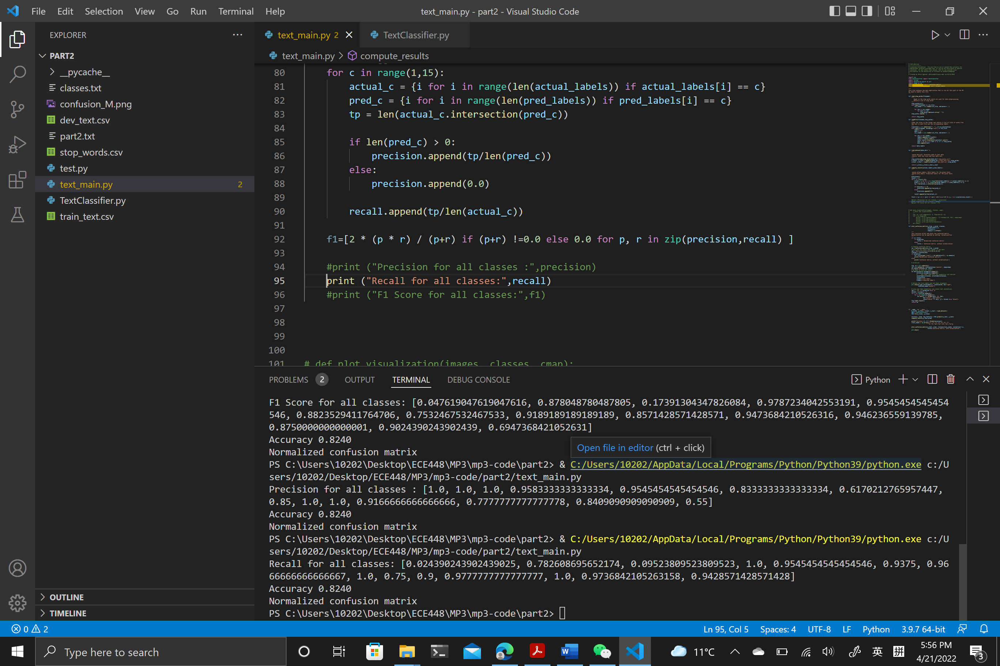 File Edit Selection View Go Run Terminal Help
text_main.py - part2 - Visual Studio Code
EXPLORER
PART2
__pycache__
classes.txt
confusion_M.png
dev_text.csv
part2.txt
stop_words.csv
test.py
text_main.py 2
TextClassifier.py
train_text.csv
OUTLINE
TIMELINE
text_main.py 2
TextClassifier.py
text_main.py > compute_results
80 for c in range(1,15):
81 actual_c = {i for i in range(len(actual_labels)) if actual_labels[i] == c}
82 pred_c = {i for i in range(len(pred_labels)) if pred_labels[i] == c}
83 tp = len(actual_c.intersection(pred_c))
84
85 if len(pred_c) > 0:
86 precision.append(tp/len(pred_c))
87 else:
88 precision.append(0.0)
89
90 recall.append(tp/len(actual_c))
91
92 f1=[2 * (p * r) / (p+r) if (p+r) !=0.0 else 0.0 for p, r in zip(precision,recall) ]
93
94 #print ("Precision for all classes :",precision)
95 print ("Recall for all classes:",recall)
96 #print ("F1 Score for all classes:",f1)
97
98
99
100
101 # def plot_visualization(images, classes, cmap):
PROBLEMS 2 OUTPUT TERMINAL DEBUG CONSOLE
Python
F1 Score for all classes: [0.047619047619047616, 0.878048780487805, 0.17391304347826084, 0.9787234042553191, 0.9545454545454
546, 0.8823529411764706, 0.7532467532467533, 0.9189189189189189, 0.8571428571428571, 0.9473684210526316, 0.946236559139785,
0.8750000000000001, 0.9024390243902439, 0.6947368421052631]
Accuracy 0.8240
Normalized confusion matrix
Open file in editor (ctrl + click)
PS C:\Users\10202\Desktop\ECE448\MP3\mp3-code\part2> & C:/Users/10202/AppData/Local/Programs/Python/Python39/python.exe c:/U
sers/10202/Desktop/ECE448/MP3/mp3-code/part2/text_main.py
Precision for all classes : [1.0, 1.0, 1.0, 0.9583333333333334, 0.9545454545454546, 0.8333333333333334, 0.6170212765957447,
0.85, 1.0, 1.0, 0.9166666666666666, 0.7777777777777778, 0.8409090909090909, 0.55]
Accuracy 0.8240
Normalized confusion matrix
PS C:\Users\10202\Desktop\ECE448\MP3\mp3-code\part2> & C:/Users/10202/AppData/Local/Programs/Python/Python39/python.exe c:/U
sers/10202/Desktop/ECE448/MP3/mp3-code/part2/text_main.py
Recall for all classes: [0.024390243902439025, 0.782608695652174, 0.09523809523809523, 1.0, 0.9545454545454546, 0.9375, 0.96
66666666666667, 1.0, 0.75, 0.9, 0.9777777777777777, 1.0, 0.9736842105263158, 0.9428571428571428]
Accuracy 0.8240
Normalized confusion matrix
PS C:\Users\10202\Desktop\ECE448\MP3\mp3-code\part2>
0 2
Ln 95, Col 5 Spaces: 4 UTF-8 LF Python 3.9.7 64-bit
Type here to search
11°C
英
拼
5:56 PM
4/21/2022
3